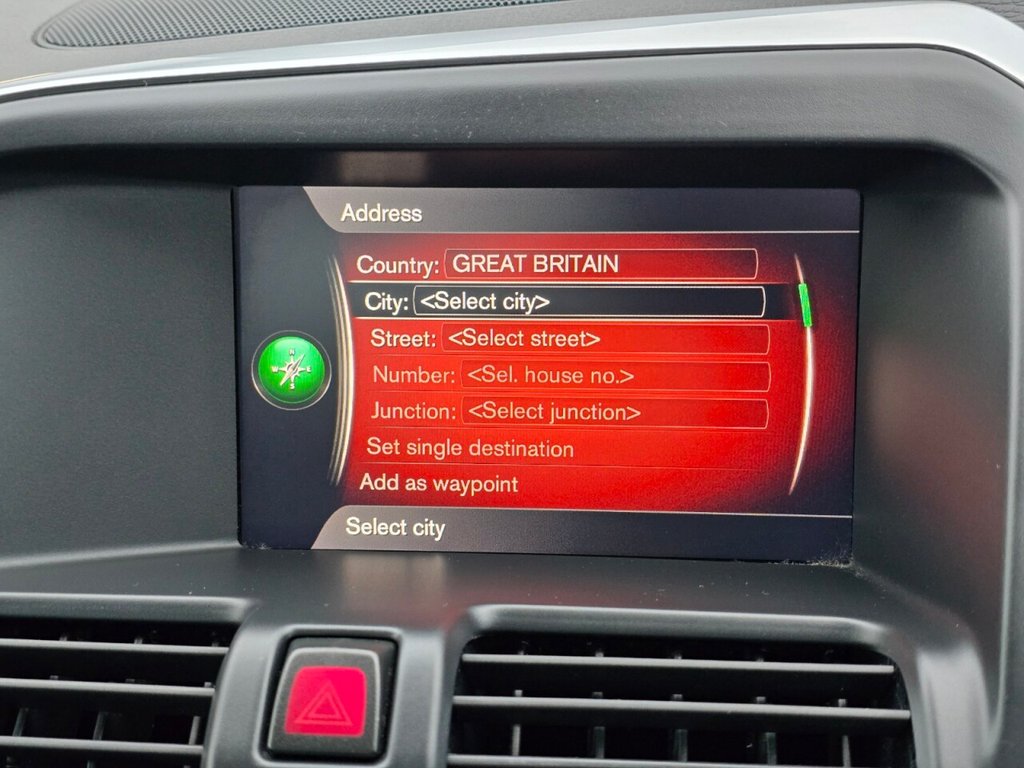 Address
Country: GREAT BRITAIN
City: <Select city>
Street: <Select street>
Number: <Sel. house no.>
Junction: <Select junction>
Set single destination
Add as waypoint
Select city
N
W E
S